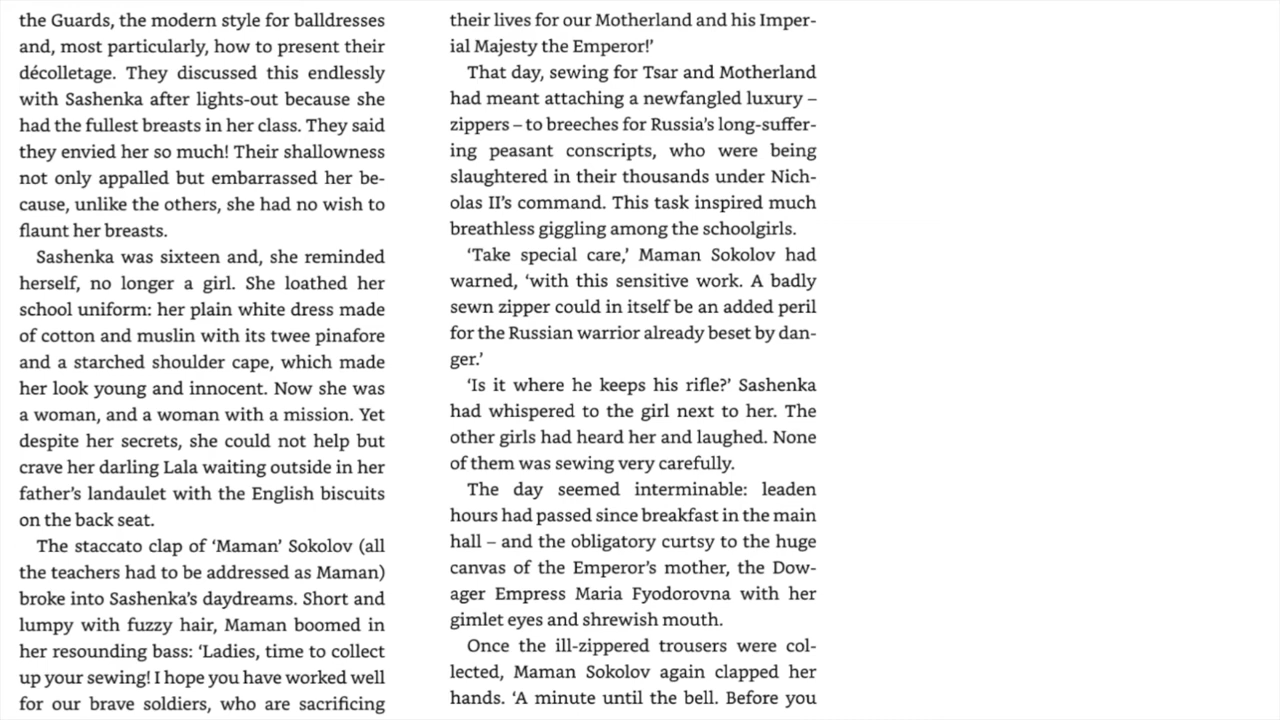 the Guards, the modern style for balldresses
and, most particularly, how to present their
décolletage. They discussed this endlessly
with Sashenka after lights-out because she
had the fullest breasts in her class. They said
they envied her so much! Their shallowness
not only appalled but embarrassed her be-
cause, unlike the others, she had no wish to
flaunt her breasts.
Sashenka was sixteen and, she reminded
herself, no longer a girl. She loathed her
school uniform: her plain white dress made
of cotton and muslin with its twee pinafore
and a starched shoulder cape, which made
her look young and innocent. Now she was
a woman, and a woman with a mission. Yet
despite her secrets, she could not help but
crave her darling Lala waiting outside in her
father’s landaulet with the English biscuits
on the back seat.
The staccato clap of ‘Maman’ Sokolov (all
the teachers had to be addressed as Maman)
broke into Sashenka’s daydreams. Short and
lumpy with fuzzy hair, Maman boomed in
her resounding bass: ‘Ladies, time to collect
up your sewing! I hope you have worked well
for our brave soldiers, who are sacrificing
their lives for our Motherland and his Imper-
ial Majesty the Emperor!’
That day, sewing for Tsar and Motherland
had meant attaching a newfangled luxury –
zippers – to breeches for Russia’s long-suffer-
ing peasant conscripts, who were being
slaughtered in their thousands under Nich-
olas II’s command. This task inspired much
breathless giggling among the schoolgirls.
‘Take special care,’ Maman Sokolov had
warned, ‘with this sensitive work. A badly
sewn zipper could in itself be an added peril
for the Russian warrior already beset by dan-
ger.’
‘Is it where he keeps his rifle?’ Sashenka
had whispered to the girl next to her. The
other girls had heard her and laughed. None
of them was sewing very carefully.
The day seemed interminable: leaden
hours had passed since breakfast in the main
hall – and the obligatory curtsy to the huge
canvas of the Emperor’s mother, the Dow-
ager Empress Maria Fyodorovna with her
gimlet eyes and shrewish mouth.
Once the ill-zippered trousers were col-
lected, Maman Sokolov again clapped her
hands. ‘A minute until the bell. Before you